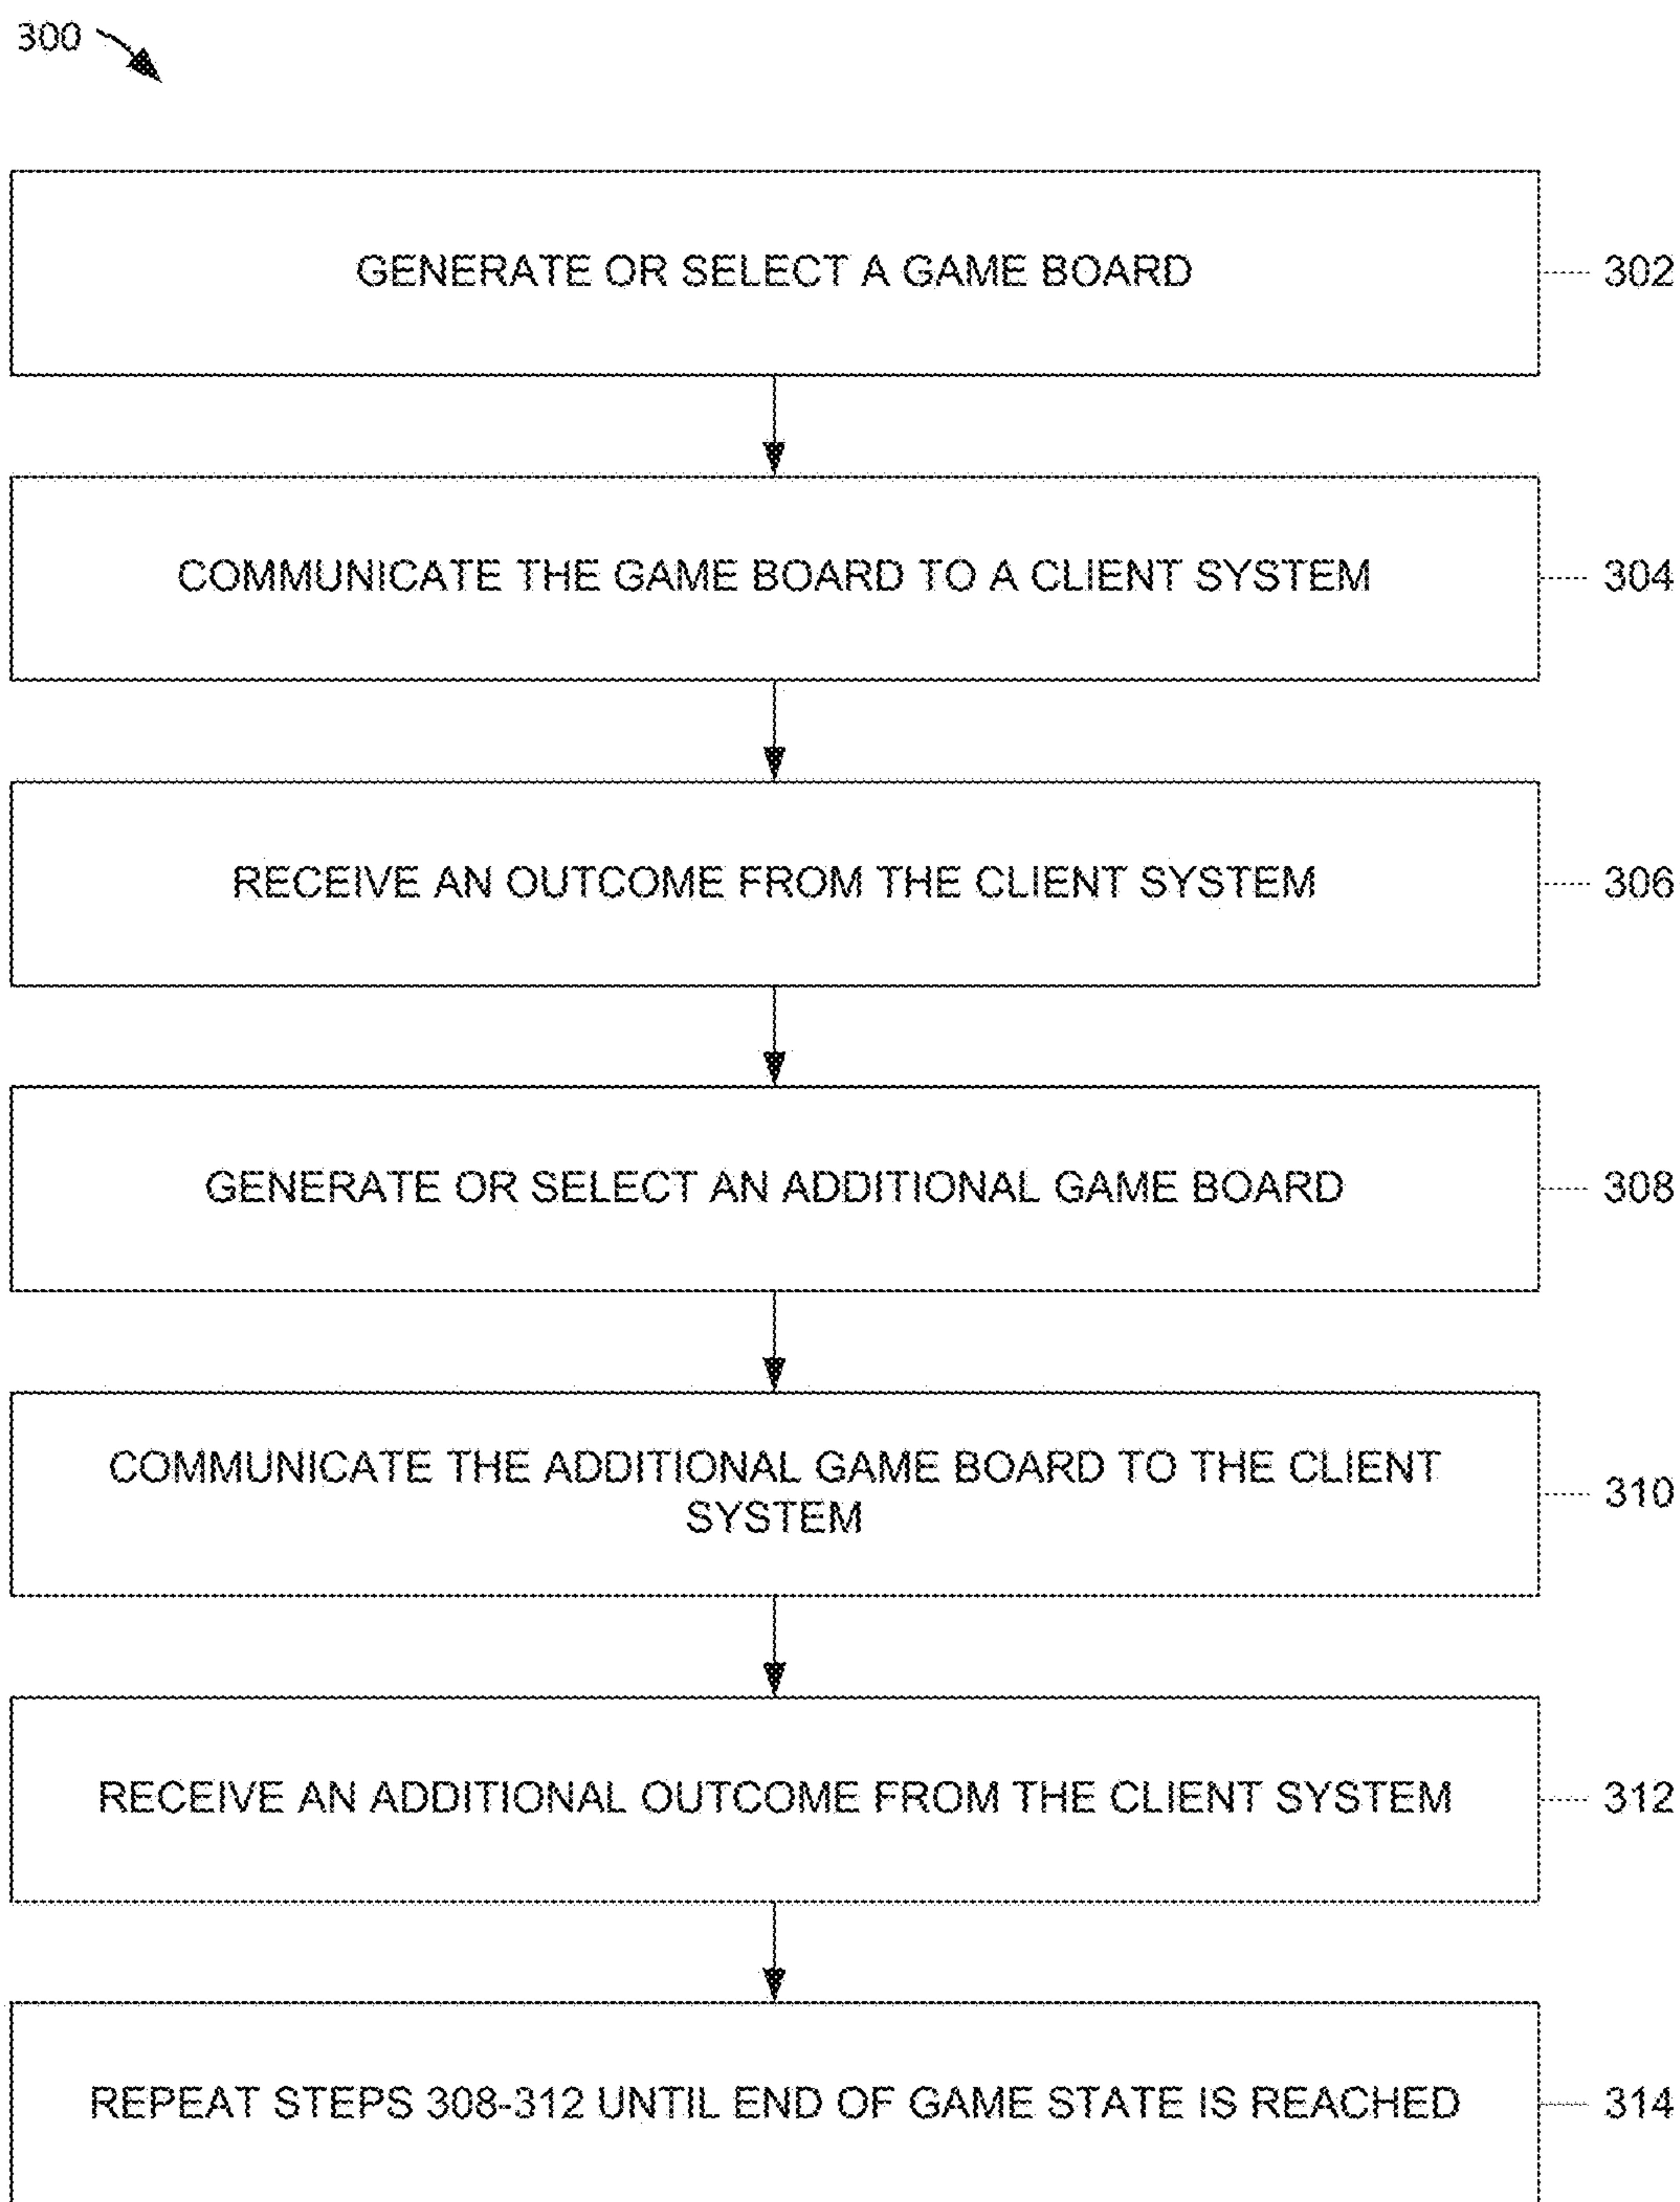 300
GENERATE OR SELECT A GAME BOARD
302
COMMUNICATE THE GAME BOARD TO A CLIENT SYSTEM
304
RECEIVE AN OUTCOME FROM THE CLIENT SYSTEM
306
GENERATE OR SELECT AN ADDITIONAL GAME BOARD
308
COMMUNICATE THE ADDITIONAL GAME BOARD TO THE CLIENT
SYSTEM
310
RECEIVE AN ADDITIONAL OUTCOME FROM THE CLIENT SYSTEM
312
REPEAT STEPS 308-312 UNTIL END OF GAME STATE IS REACHED
314